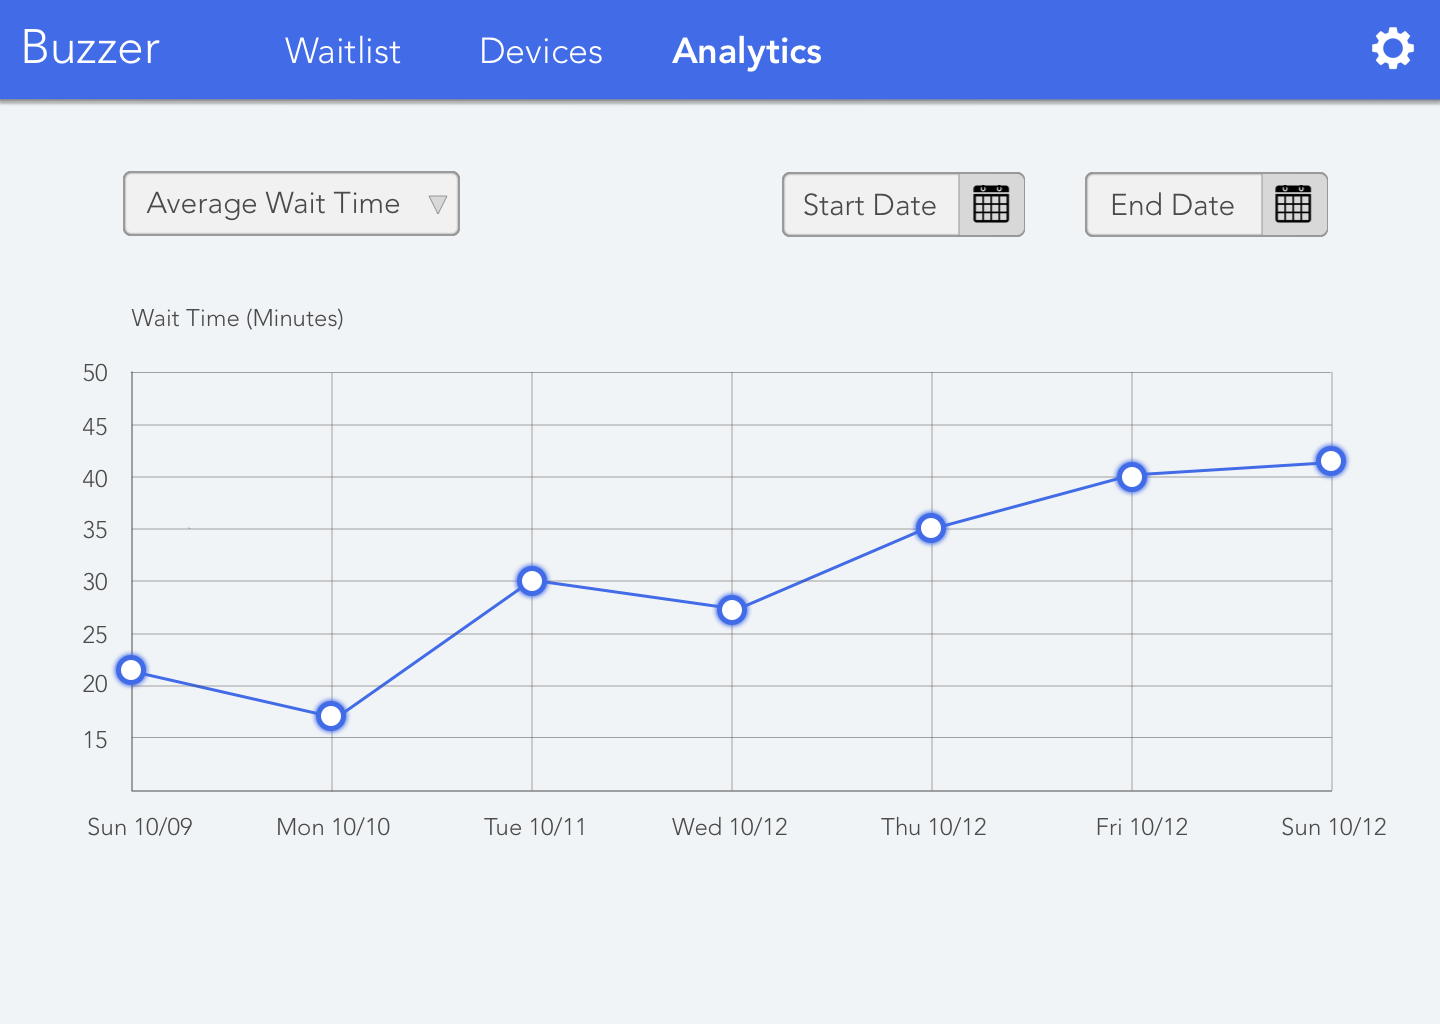 Buzzer Waitlist Devices Analytics
Average Wait Time Start Date End Date
Wait Time (Minutes)
50
45
40
35
30
25
20
15
Sun 10/09 Mon 10/10 Tue 10/11 Wed 10/12 Thu 10/12 Fri 10/12 Sun 10/12